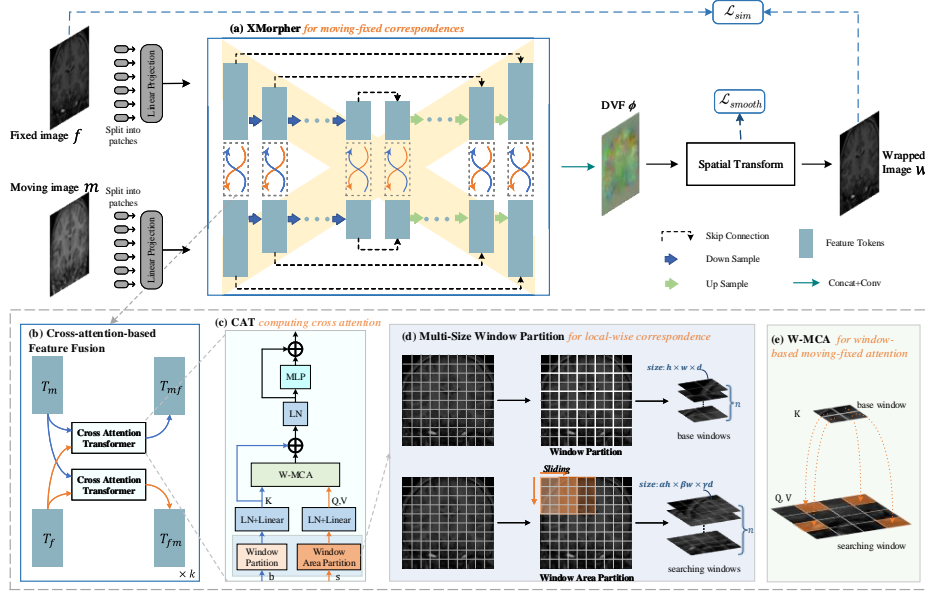 (a) XMorpher for moving-fixed correspondences
ℒsim
Linear Projection
Fixed image f
Split into
patches
DVF ϕ
ℒsmooth
Spatial Transform
Wrapped
Image w
Moving image m
Split into
patches
Linear Projection
Skip Connection
Feature Tokens
Down Sample
Up Sample
Concat+Conv
(b) Cross-attention-based
Feature Fusion
Tm
Tmf
Cross Attention
Transformer
Cross Attention
Transformer
Tf
Tfm
× k
(c) CAT computing cross attention
MLP
LN
W-MCA
K
Q,V
LN+Linear
LN+Linear
Window
Partition
Window
Area Partition
b
s
(d) Multi-Size Window Partition for local-wise correspondence
size: h × w × d
n
base windows
Window Partition
Sliding
size: αh × βw × γd
n
searching windows
Window Area Partition
(e) W-MCA for window-
based moving-fixed attention
K
base window
Q, V
searching window